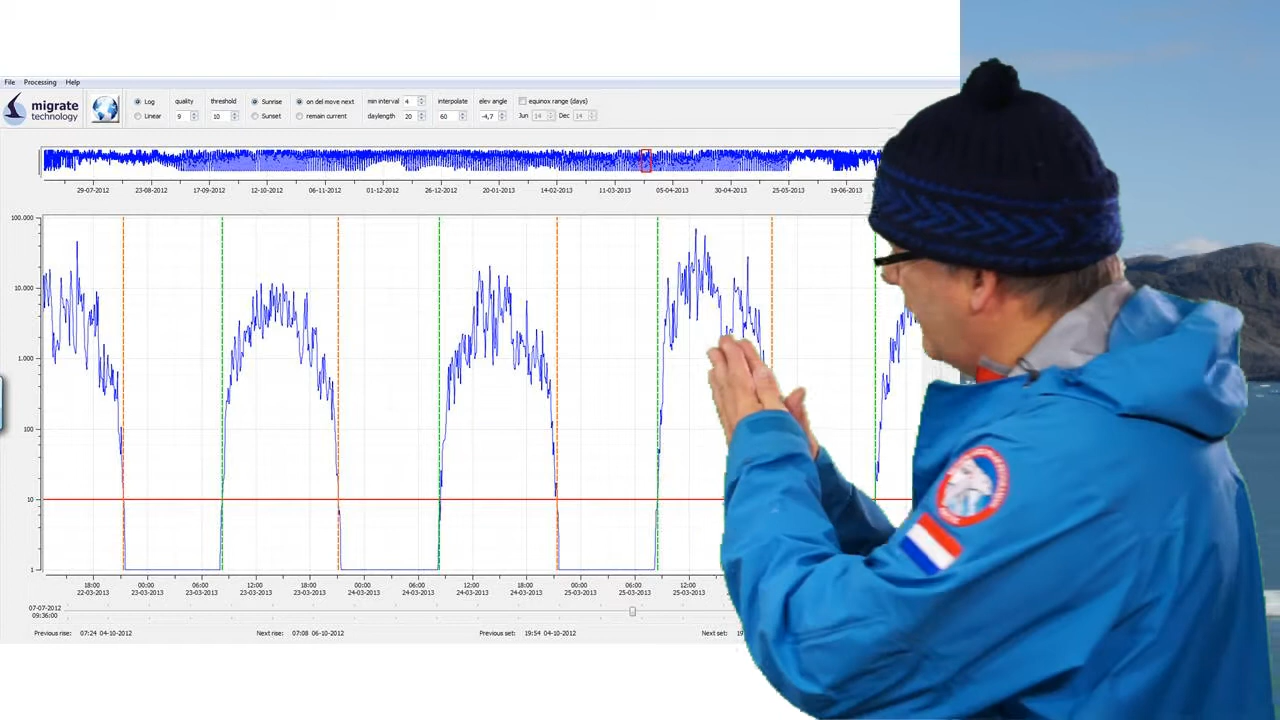 File Processing Help
migrate technology
Log
Linear
quality
9
threshold
10
Sunrise
Sunset
on del move next
remain current
min interval 4
daylength 20
interpolate
60
elev angle
-4,7
equinox range (days)
Jun 14 Dec 14
29-07-2012 23-08-2012 17-09-2012 12-10-2012 06-11-2012 01-12-2012 26-12-2012 20-01-2013 14-02-2013 11-03-2013 05-04-2013 30-04-2013 25-05-2013 19-06-2013
100.000
10.000
1.000
100
10
1
18:00 00:00 06:00 12:00 18:00 00:00 06:00 12:00 24:00 00:00 06:00 12:00
22-03-2013 23-03-2013 23-03-2013 23-03-2013 23-03-2013 24-03-2013 24-03-2013 24-03-2013 24-03-2013 25-03-2013 25-03-2013 25-03-2013
07-07-2012
09:36:00
Previous rise: 07:24 04-10-2012 Next rise: 07:08 06-10-2012 Previous set: 19:54 04-10-2012 Next set: 19